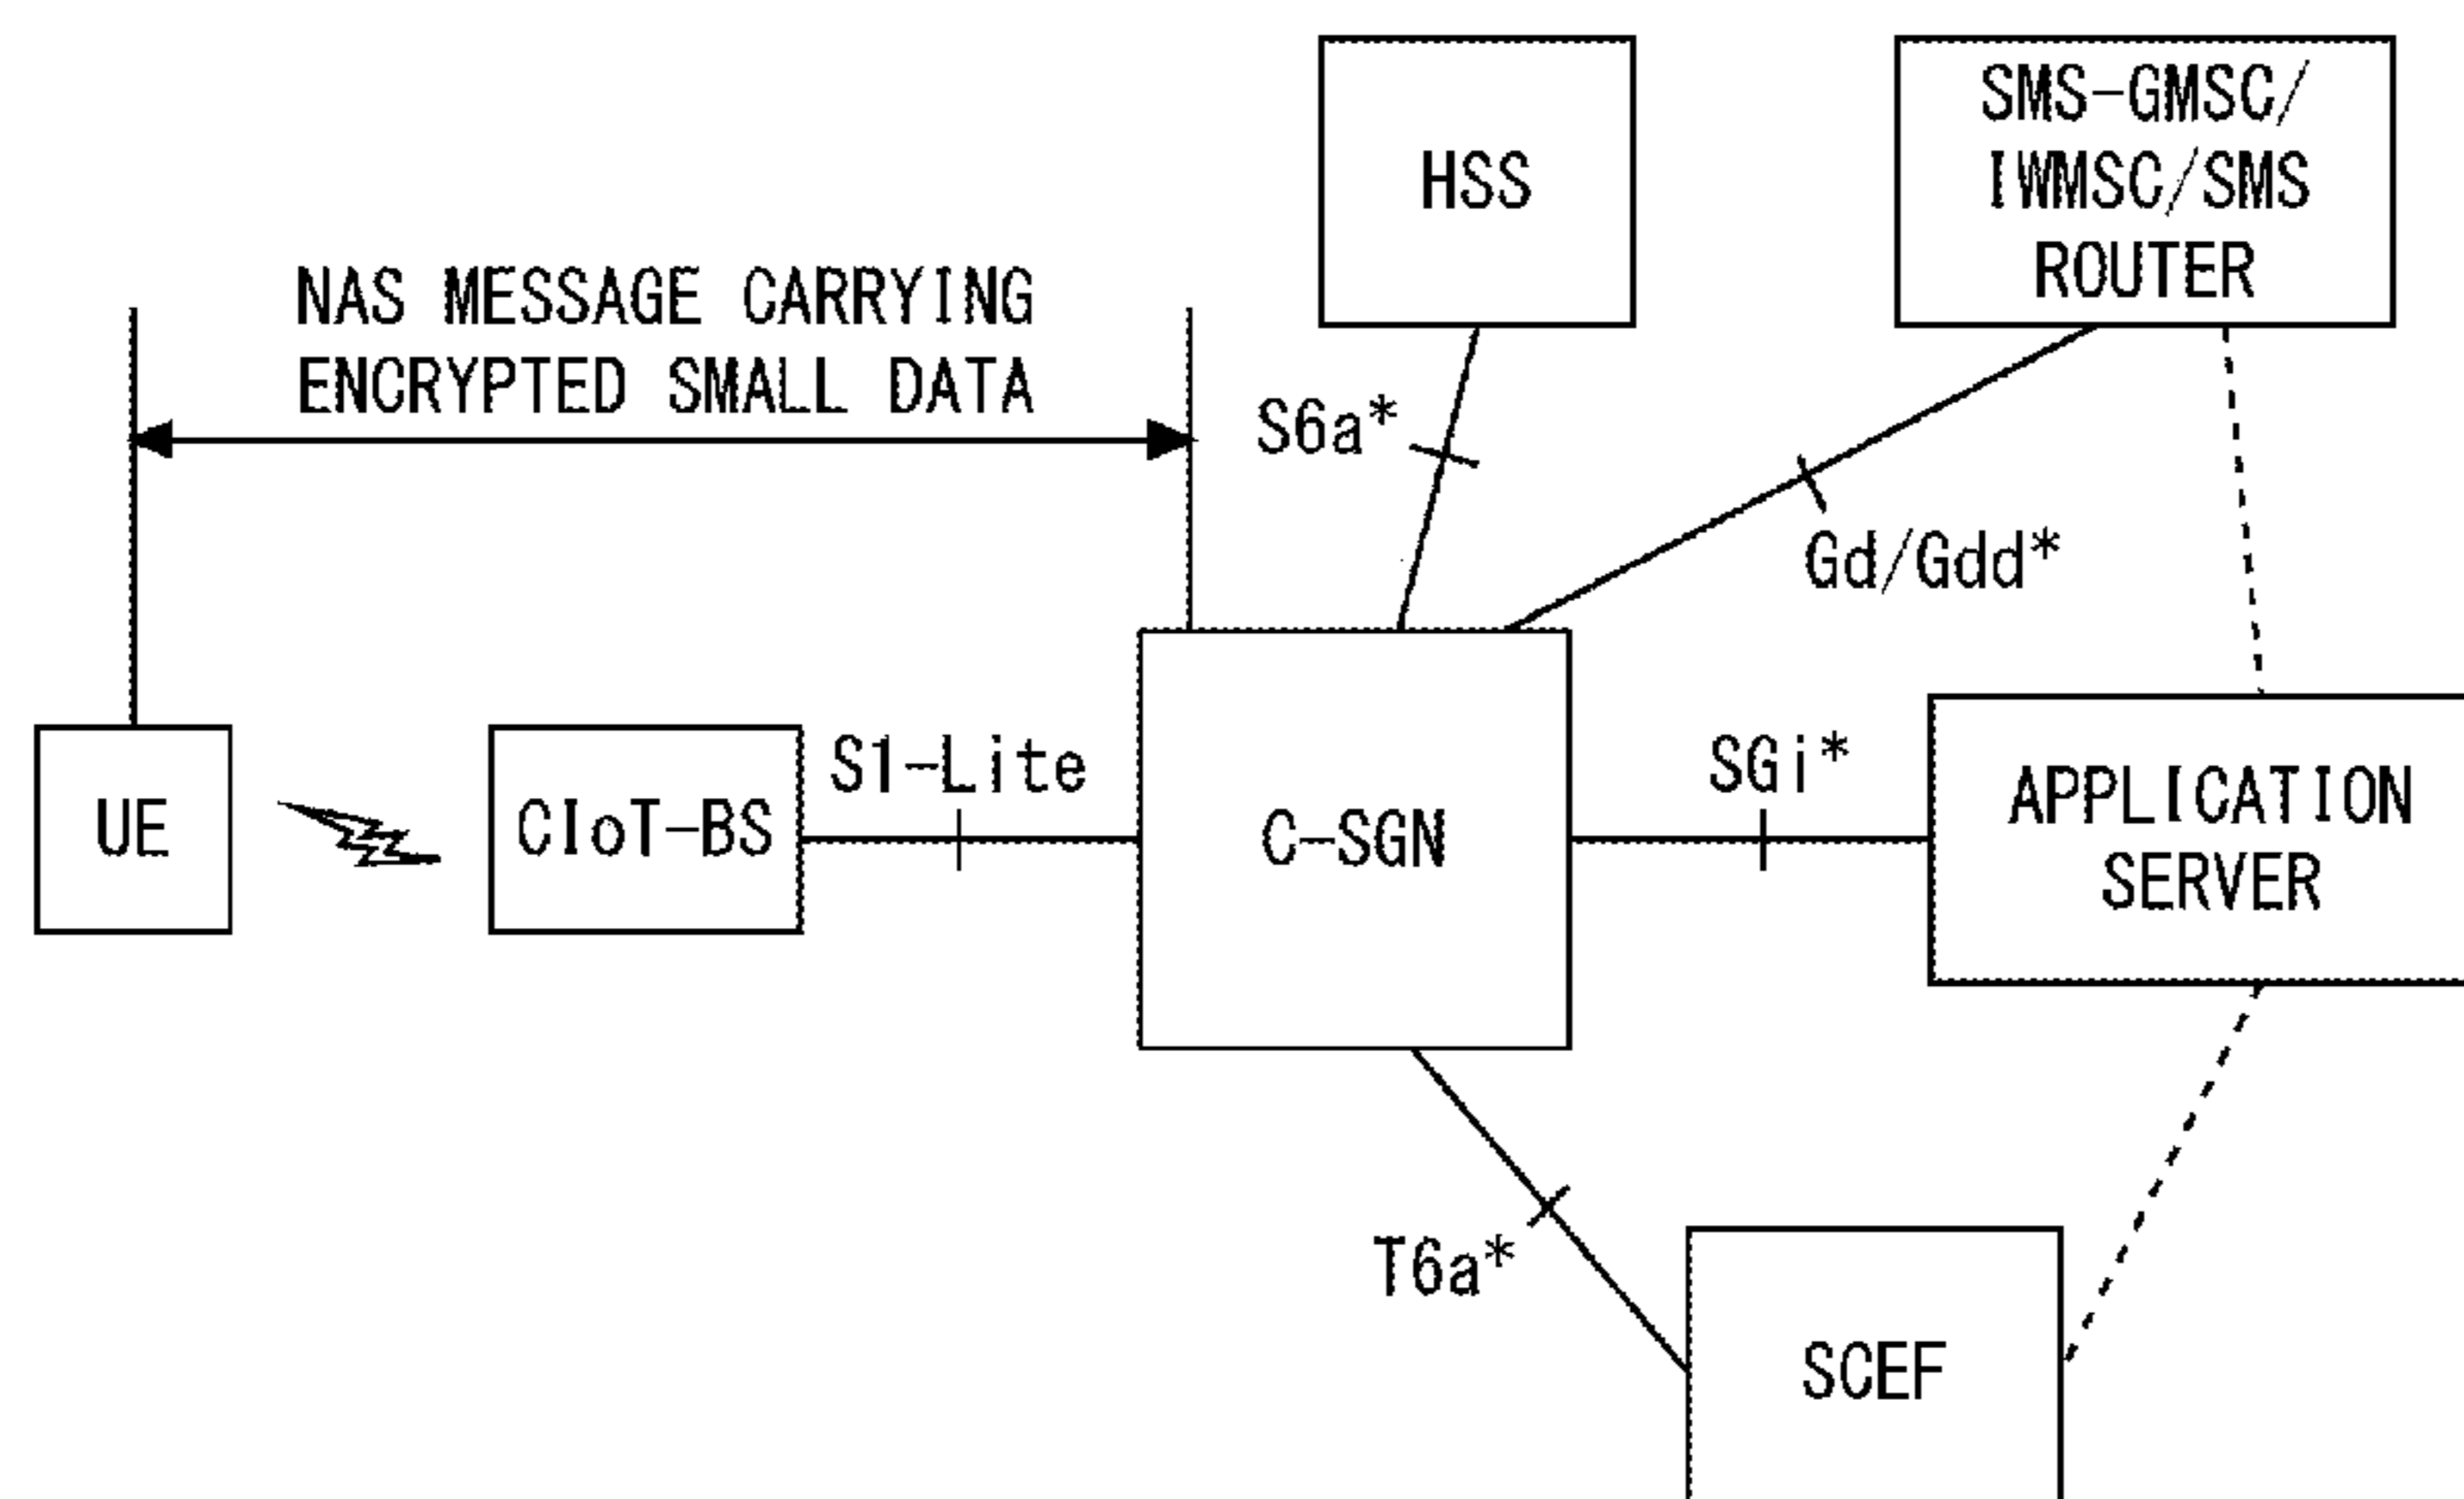 HSS
SMS-GMSC/
IWMSC/SMS
ROUTER
NAS MESSAGE CARRYING
ENCRYPTED SMALL DATA
S6a*
Gd/Gdd*
UE
CIoT-BS
S1-Lite
C-SGN
SGi*
APPLICATION
SERVER
T6a*
SCEF